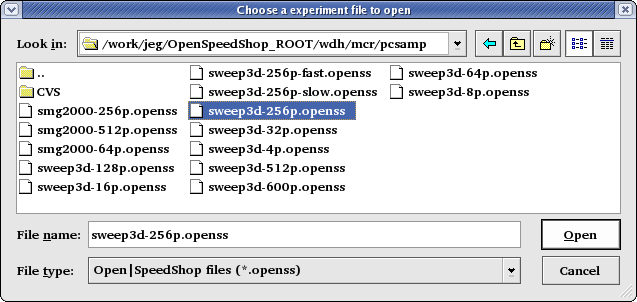 Choose a experiment file to open
Look in: /work/jeg/OpenSpeedShop_ROOT/wdh/mcr/pcsamp
..
CVS
smg2000-256p.openss
smg2000-512p.openss
smg2000-64p.openss
sweep3d-128p.openss
sweep3d-16p.openss
sweep3d-256p-fast.openss
sweep3d-256p-slow.openss
sweep3d-256p.openss
sweep3d-32p.openss
sweep3d-4p.openss
sweep3d-512p.openss
sweep3d-600p.openss
sweep3d-64p.openss
sweep3d-8p.openss
File name: sweep3d-256p.openss Open
File type: Open|SpeedShop files (*.openss) Cancel